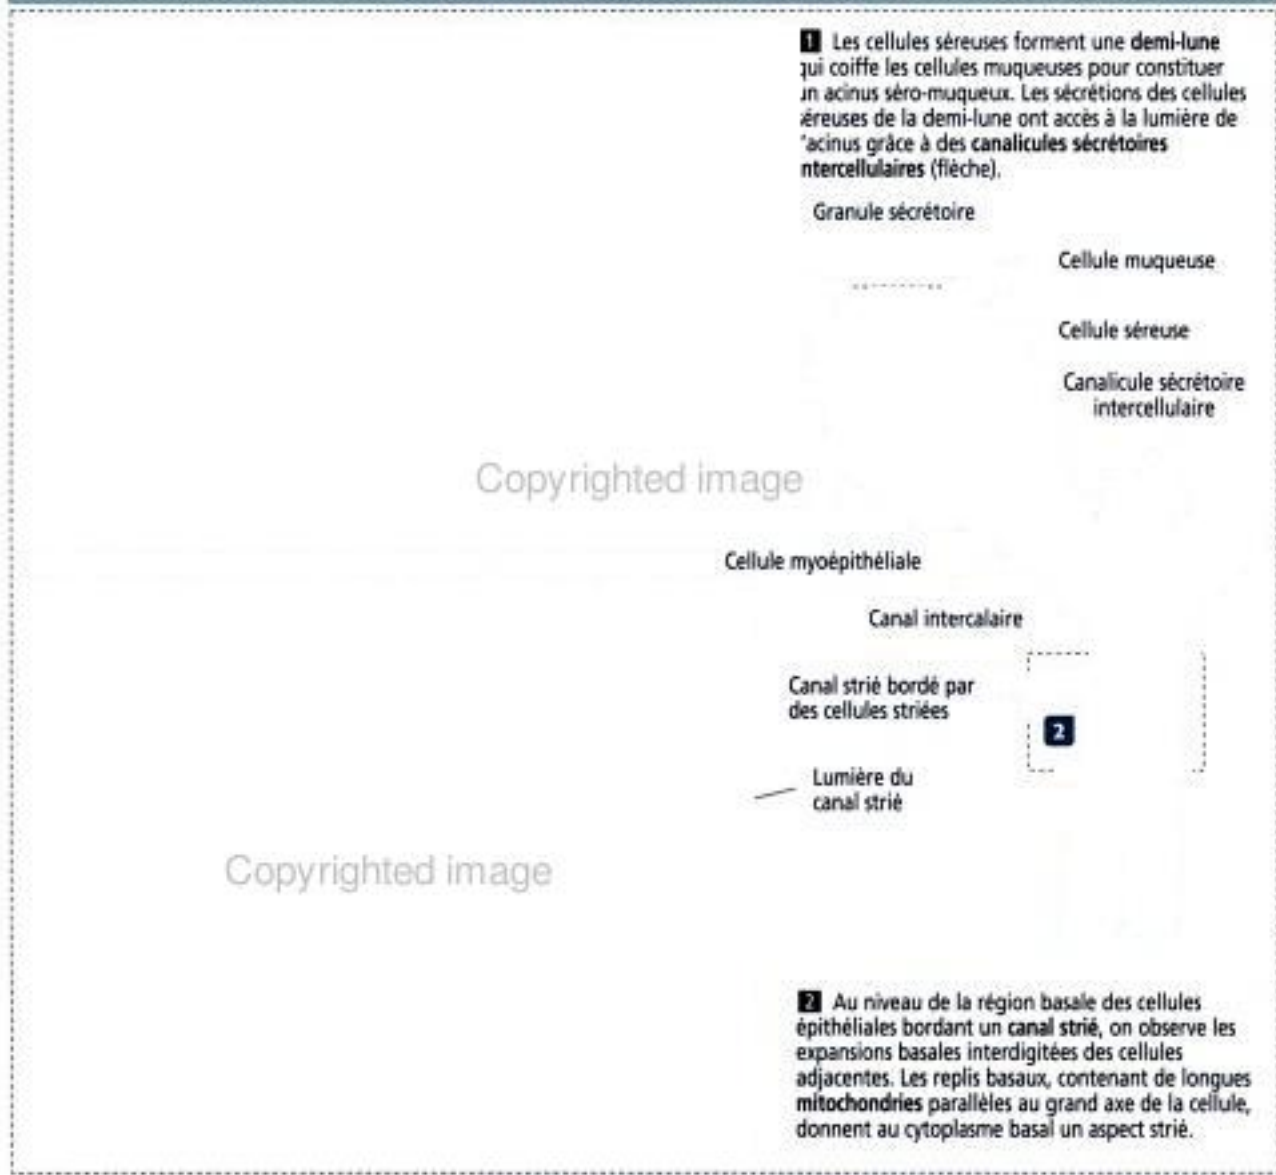 1 Les cellules séreuses forment une demi-lune
qui coiffe les cellules muqueuses pour constituer
un acinus séro-muqueux. Les sécrétions des cellules
séreuses de la demi-lune ont accès à la lumière de
l'acinus grâce à des canalicules sécrétoires
intercellulaires (flèche).
Granule sécrétoire
Cellule muqueuse
Cellule séreuse
Canalicule sécrétoire
intercellulaire
Copyrighted image
Cellule myoépithéliale
Canal intercalaire
Canal strié bordé par
des cellules striées
2
Lumière du
canal strié
Copyrighted image
2 Au niveau de la région basale des cellules
épithéliales bordant un canal strié, on observe les
expansions basales interdigitées des cellules
adjacentes. Les replis basaux, contenant de longues
mitochondries parallèles au grand axe de la cellule,
donnent au cytoplasme basal un aspect strié.